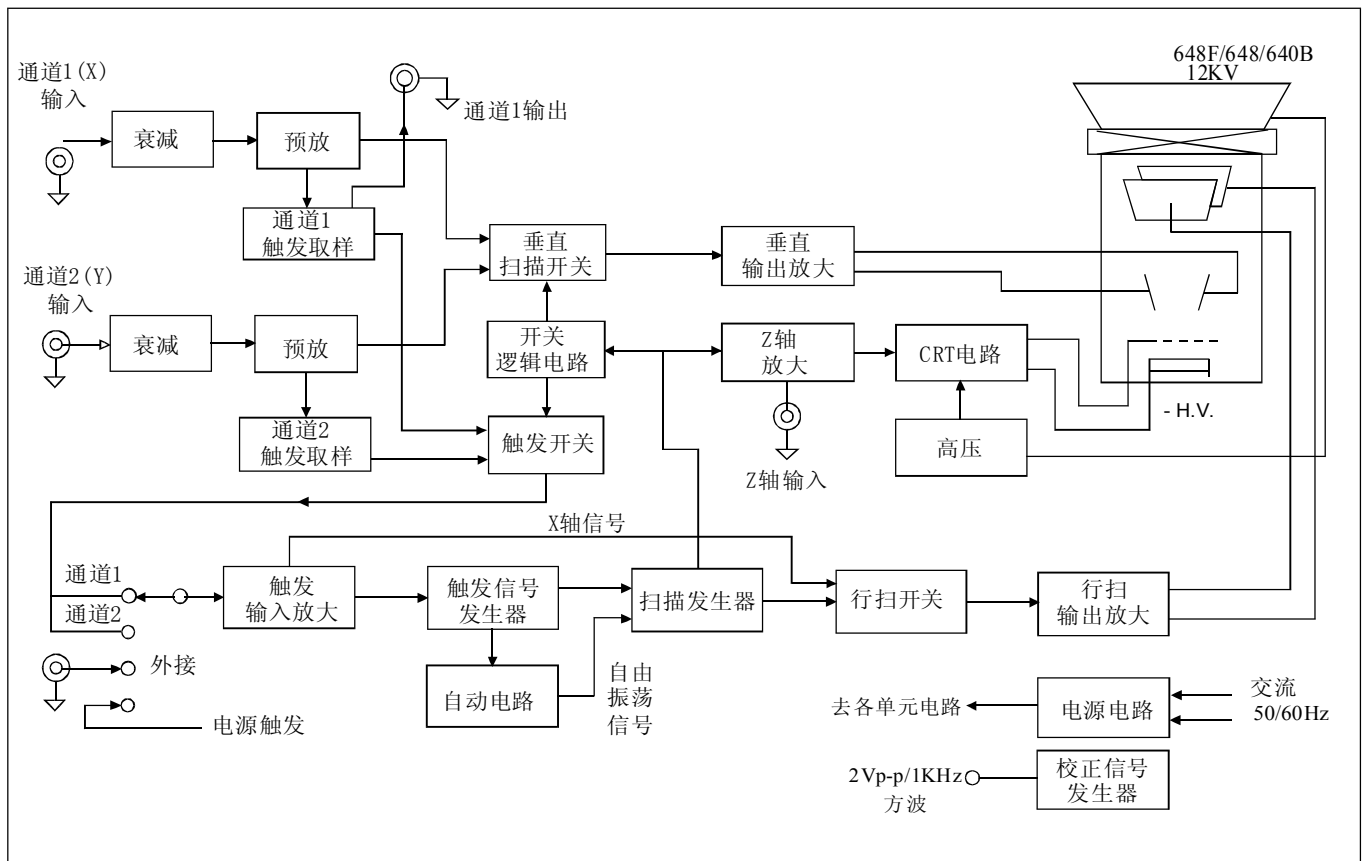 648F/648/640B
12KV
通道1(X)
输入
通道1输出
衰减
预放
通道1
触发取样
垂直
扫描开关
垂直
输出放大
通道2(Y)
输入
衰减
预放
开关
逻辑电路
Z轴
放大
CRT电路
- H.V.
通道2
触发取样
触发开关
高压
Z轴输入
X轴信号
通道1
通道2
触发
输入放大
触发信号
发生器
扫描发生器
行扫开关
行扫
输出放大
外接
自动电路
自由
振荡
信号
电源触发
去各单元电路
电源电路
交流
50/60Hz
2Vp-p/1KHz
方波
校正信号
发生器